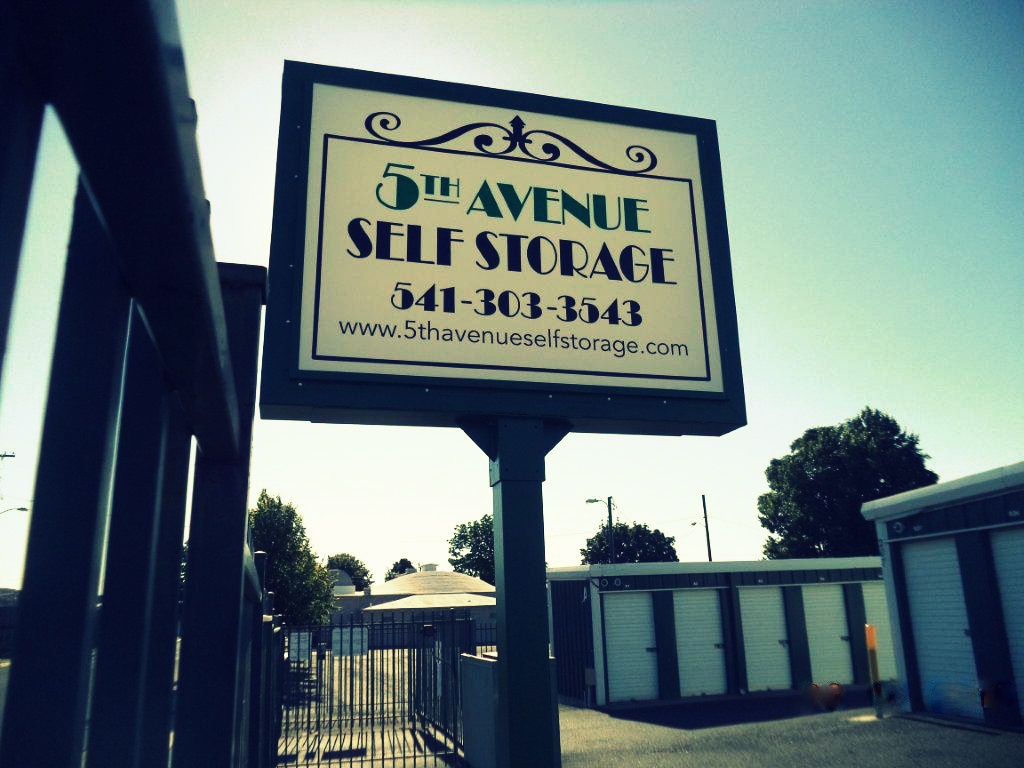 5TH AVENUE
SELF STORAGE
541-303-3543
www.5thavenueselfstorage.com